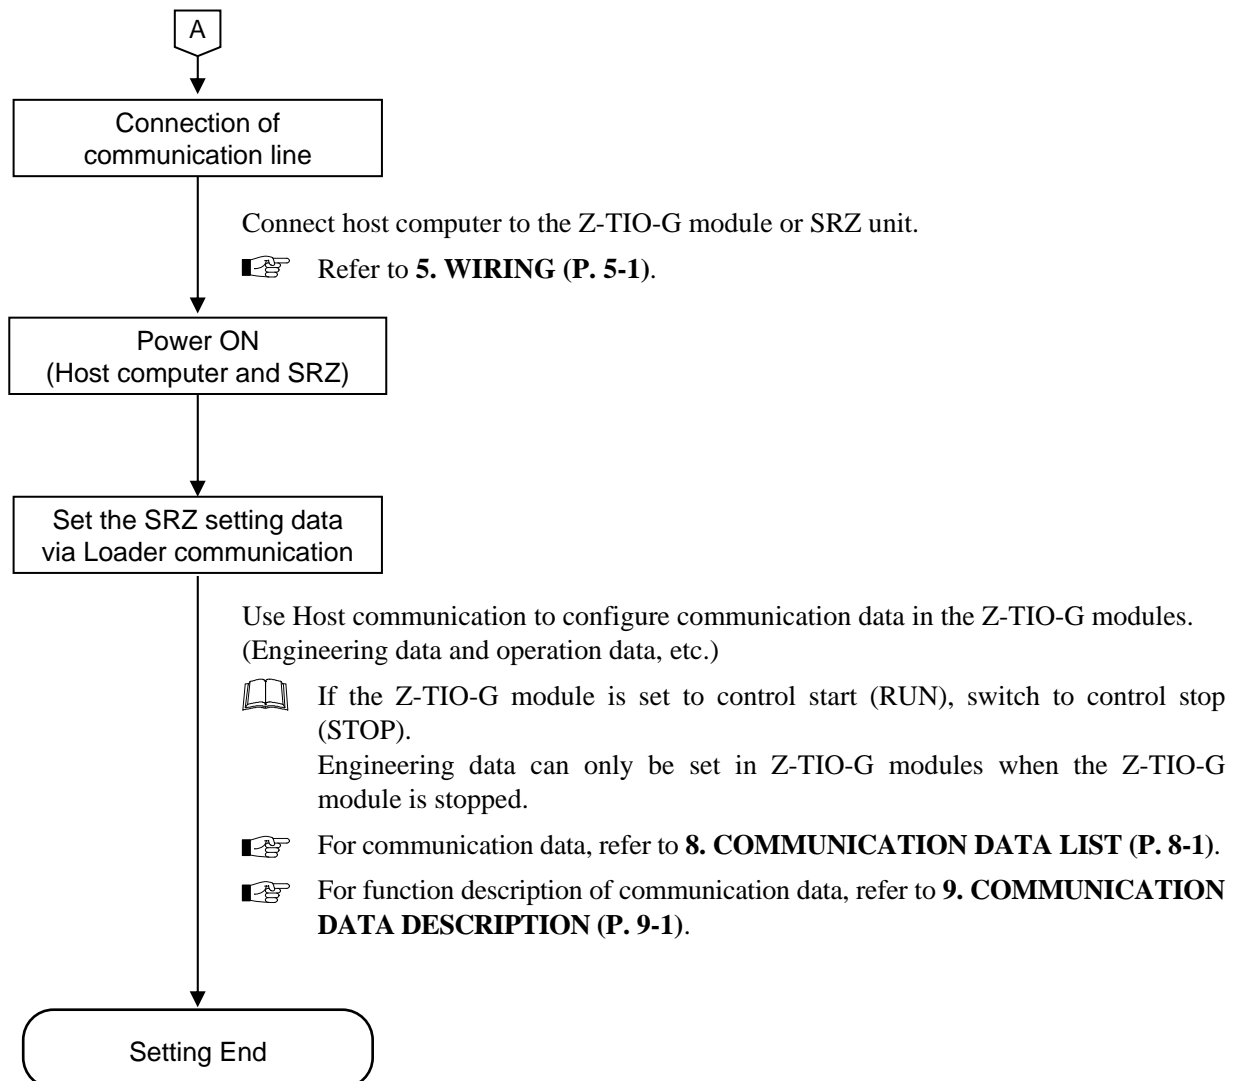 A
Connection of
communication line
Connect host computer to the Z-TIO-G module or SRZ unit.
Refer to 5. WIRING (P. 5-1).
Power ON
(Host computer and SRZ)
Set the SRZ setting data
via Loader communication
Use Host communication to configure communication data in the Z-TIO-G modules.
(Engineering data and operation data, etc.)
If the Z-TIO-G module is set to control start (RUN), switch to control stop
(STOP).
Engineering data can only be set in Z-TIO-G modules when the Z-TIO-G
module is stopped.
For communication data, refer to 8. COMMUNICATION DATA LIST (P. 8-1).
For function description of communication data, refer to 9. COMMUNICATION
DATA DESCRIPTION (P. 9-1).
Setting End